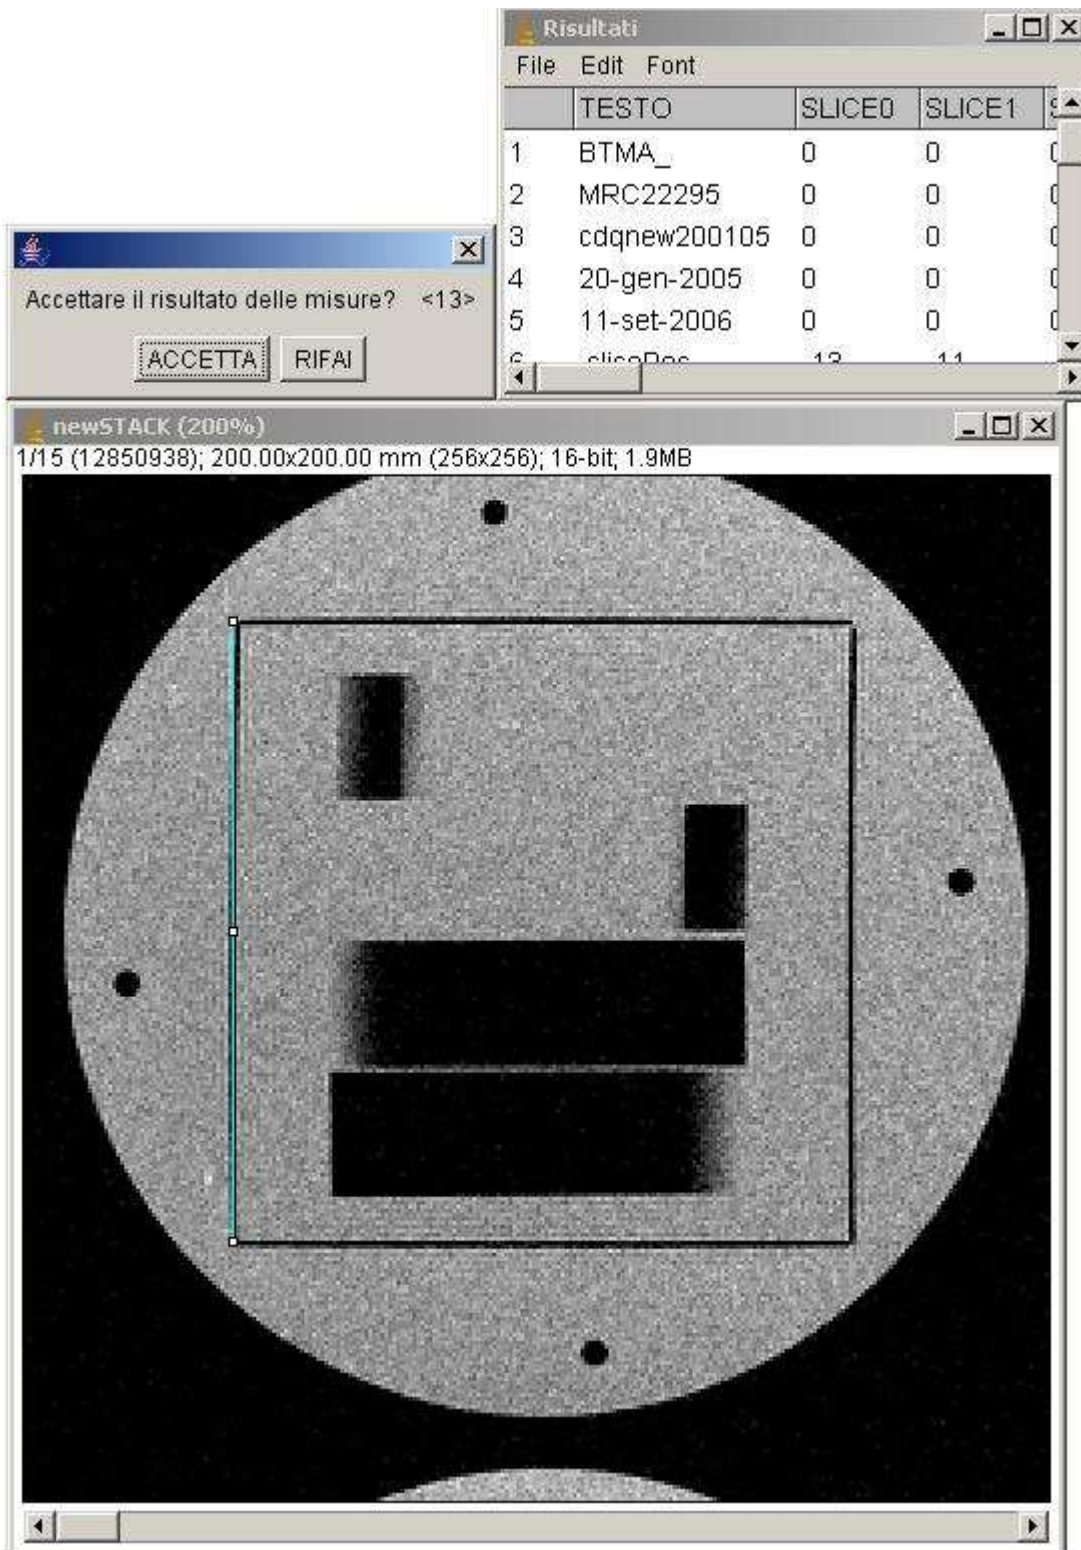 Risultati
File Edit Font
TESTO SLICE0 SLICE1
1 BTMA_ 0 0
2 MRC22295 0 0
3 cdqnew200105 0 0
4 20-gen-2005 0 0
5 11-set-2006 0 0
Accettare il risultato delle misure? <13>
ACCETTA RIFAI
newSTACK (200%)
1/15 (12850938); 200.00x200.00 mm (256x256); 16-bit; 1.9MB